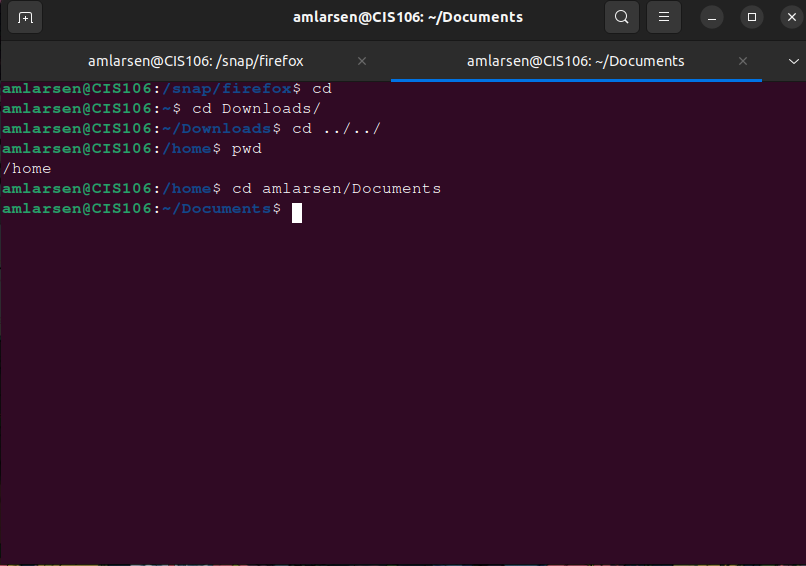 amlarsen@CIS106: ~/Documents
amlarsen@CIS106: /snap/firefox
amlarsen@CIS106: ~/Documents
amlarsen@CIS106:/snap/firefox$ cd
amlarsen@CIS106:~$ cd Downloads/
amlarsen@CIS106:~/Downloads$ cd ../../
amlarsen@CIS106:/home$ pwd
/home
amlarsen@CIS106:/home$ cd amlarsen/Documents
amlarsen@CIS106:~/Documents$